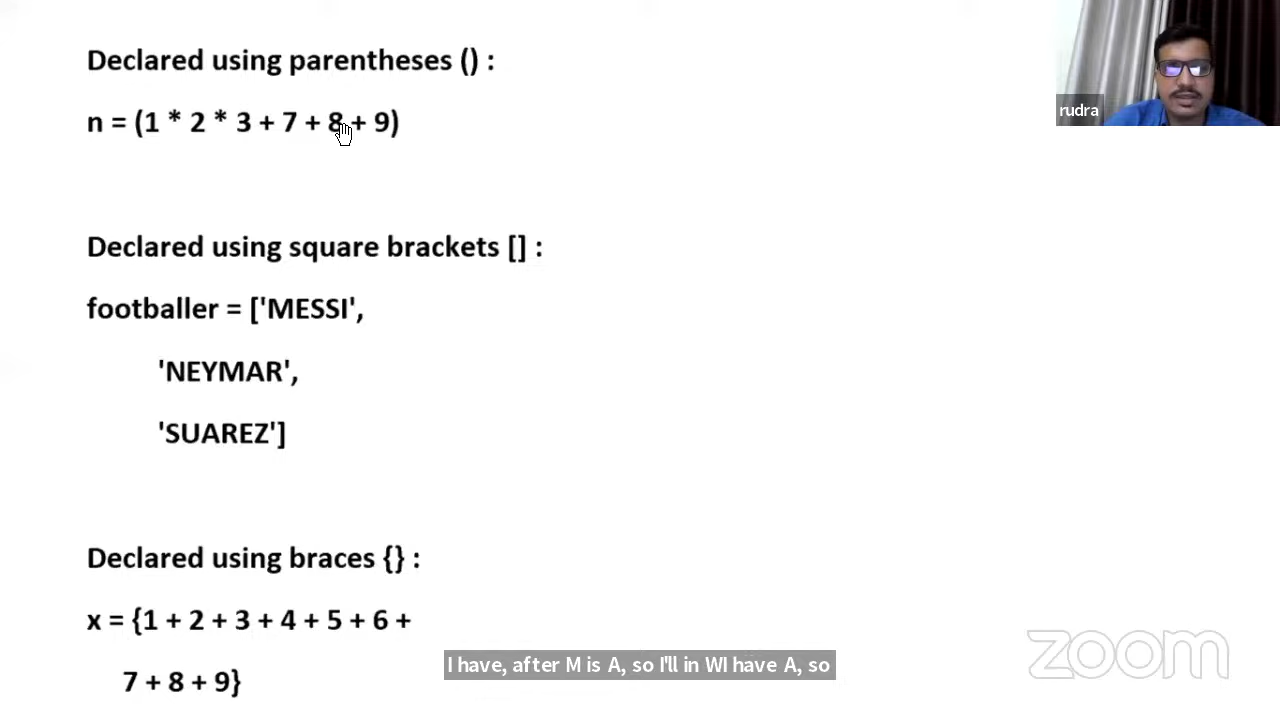 Declared using parentheses () :
n = (1 * 2 * 3 + 7 + 8 + 9)
rudra
Declared using square brackets [] :
footballer = ['MESSI',
'NEYMAR',
'SUAREZ']
Declared using braces {} :
x = {1 + 2 + 3 + 4 + 5 + 6 +
7 + 8 + 9}
I have, after M is A, so I'll in WI have A, so
zoom